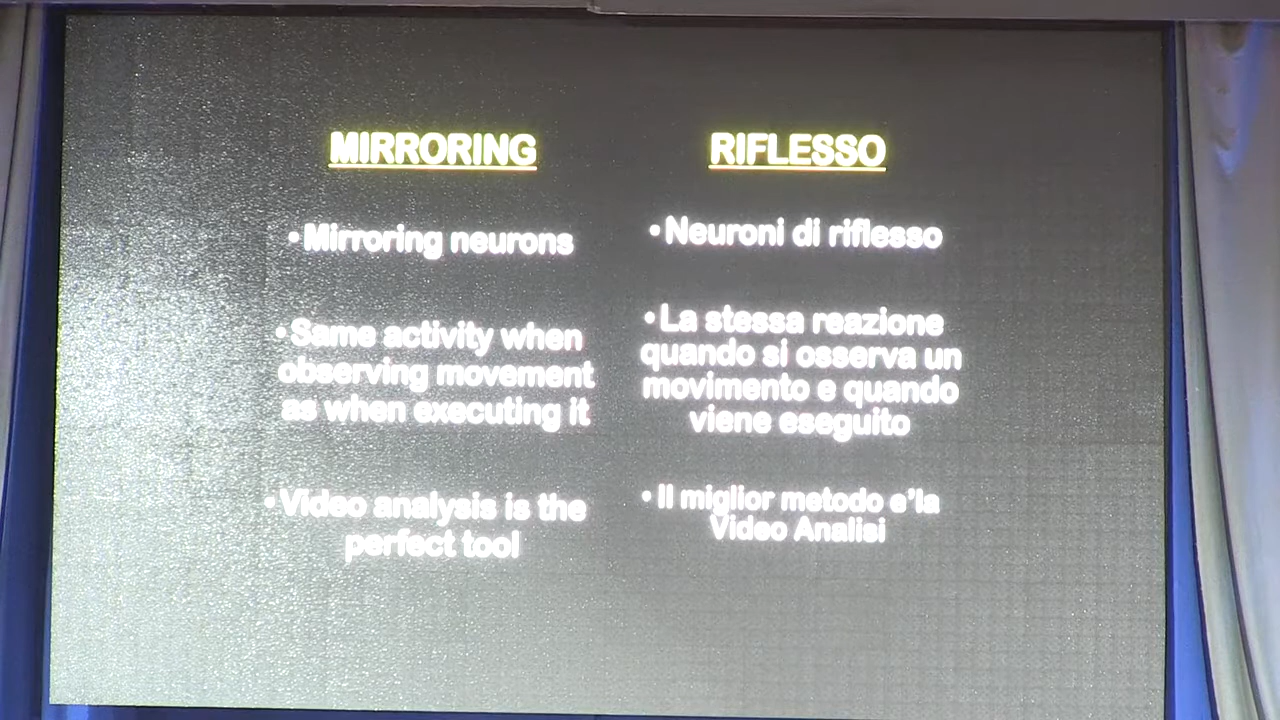 MIRRORING
• Mirroring neurons
• Same activity when
observing movement
as when executing it
• Video analysis is the
perfect tool
RIFLESSO
• Neuroni di riflesso
• La stessa reazione
quando si osserva un
movimento e quando
viene eseguito
• Il miglior metodo e'la
Video Analisi